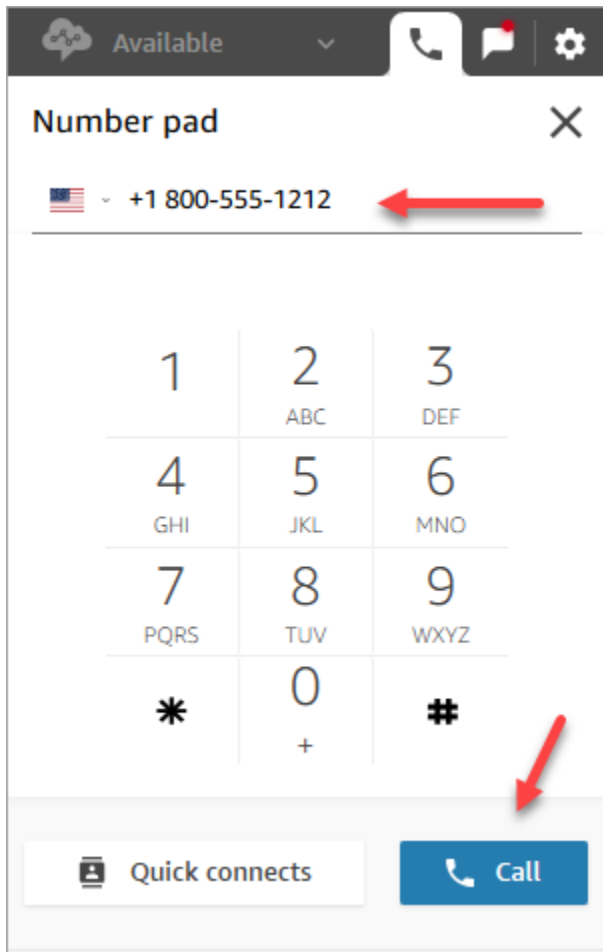 Available
Number pad
+1 800-555-1212
1 2 3
ABC DEF
4 5 6
GHI JKL MNO
7 8 9
PQRS TUV WXYZ
* 0 #
+
Quick connects Call